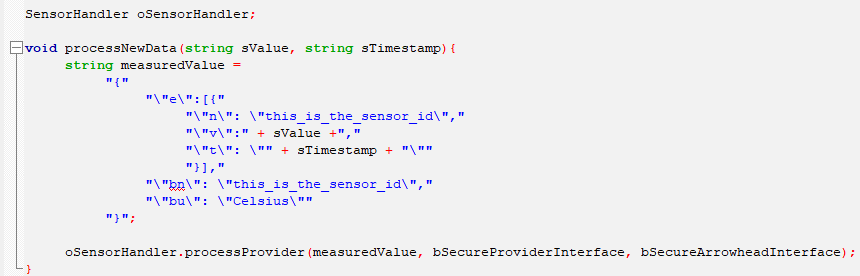 SensorHandler oSensorHandler;
void processNewData(string sValue, string sTimestamp){
string measuredValue =
"{"
"\"e\":[{"
"\"n\": \"this_is_the_sensor_id\","
"\"v\":" + sValue +","
"\"t\": \"" + sTimestamp + "\""
"}],"
"\"bn\": \"this_is_the_sensor_id\","
"\"bu\": \"Celsius\""
"}";
oSensorHandler.processProvider(measuredValue, bSecureProviderInterface, bSecureArrowheadInterface);
}